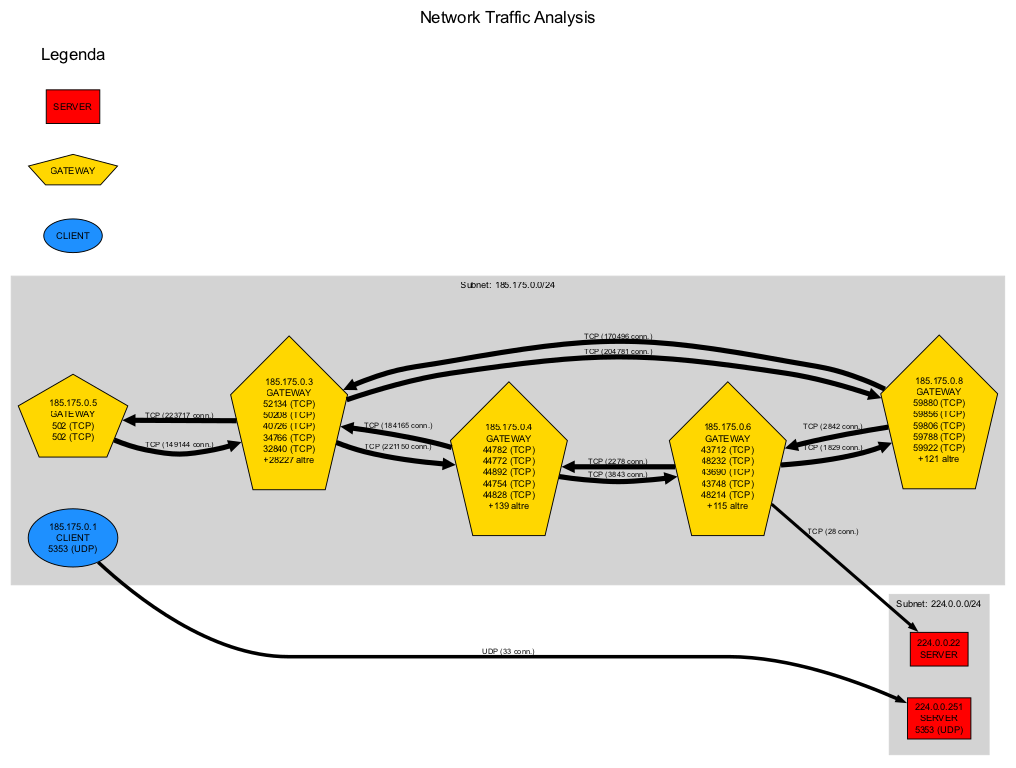 Network Traffic Analysis
Legenda
SERVER
GATEWAY
CLIENT
Subnet: 185.175.0.0/24
TCP (170496 conn.)
TCP (204781 conn.)
185.175.0.5
GATEWAY
502 (TCP)
502 (TCP)
TCP (223717 conn.)
TCP (149144 conn.)
185.175.0.3
GATEWAY
52134 (TCP)
50208 (TCP)
40726 (TCP)
34766 (TCP)
32840 (TCP)
+28227 altre
TCP (184165 conn.)
TCP (221150 conn.)
185.175.0.4
GATEWAY
44782 (TCP)
44772 (TCP)
44892 (TCP)
44754 (TCP)
44828 (TCP)
+139 altre
TCP (2278 conn.)
TCP (3843 conn.)
185.175.0.6
GATEWAY
43712 (TCP)
48232 (TCP)
43690 (TCP)
43748 (TCP)
48214 (TCP)
+115 altre
TCP (2842 conn.)
TCP (1829 conn.)
185.175.0.8
GATEWAY
59880 (TCP)
59856 (TCP)
59806 (TCP)
59788 (TCP)
59922 (TCP)
+121 altre
185.175.0.1
CLIENT
5353 (UDP)
TCP (28 conn.)
UDP (33 conn.)
Subnet: 224.0.0.0/24
224.0.0.22
SERVER
224.0.0.251
SERVER
5353 (UDP)